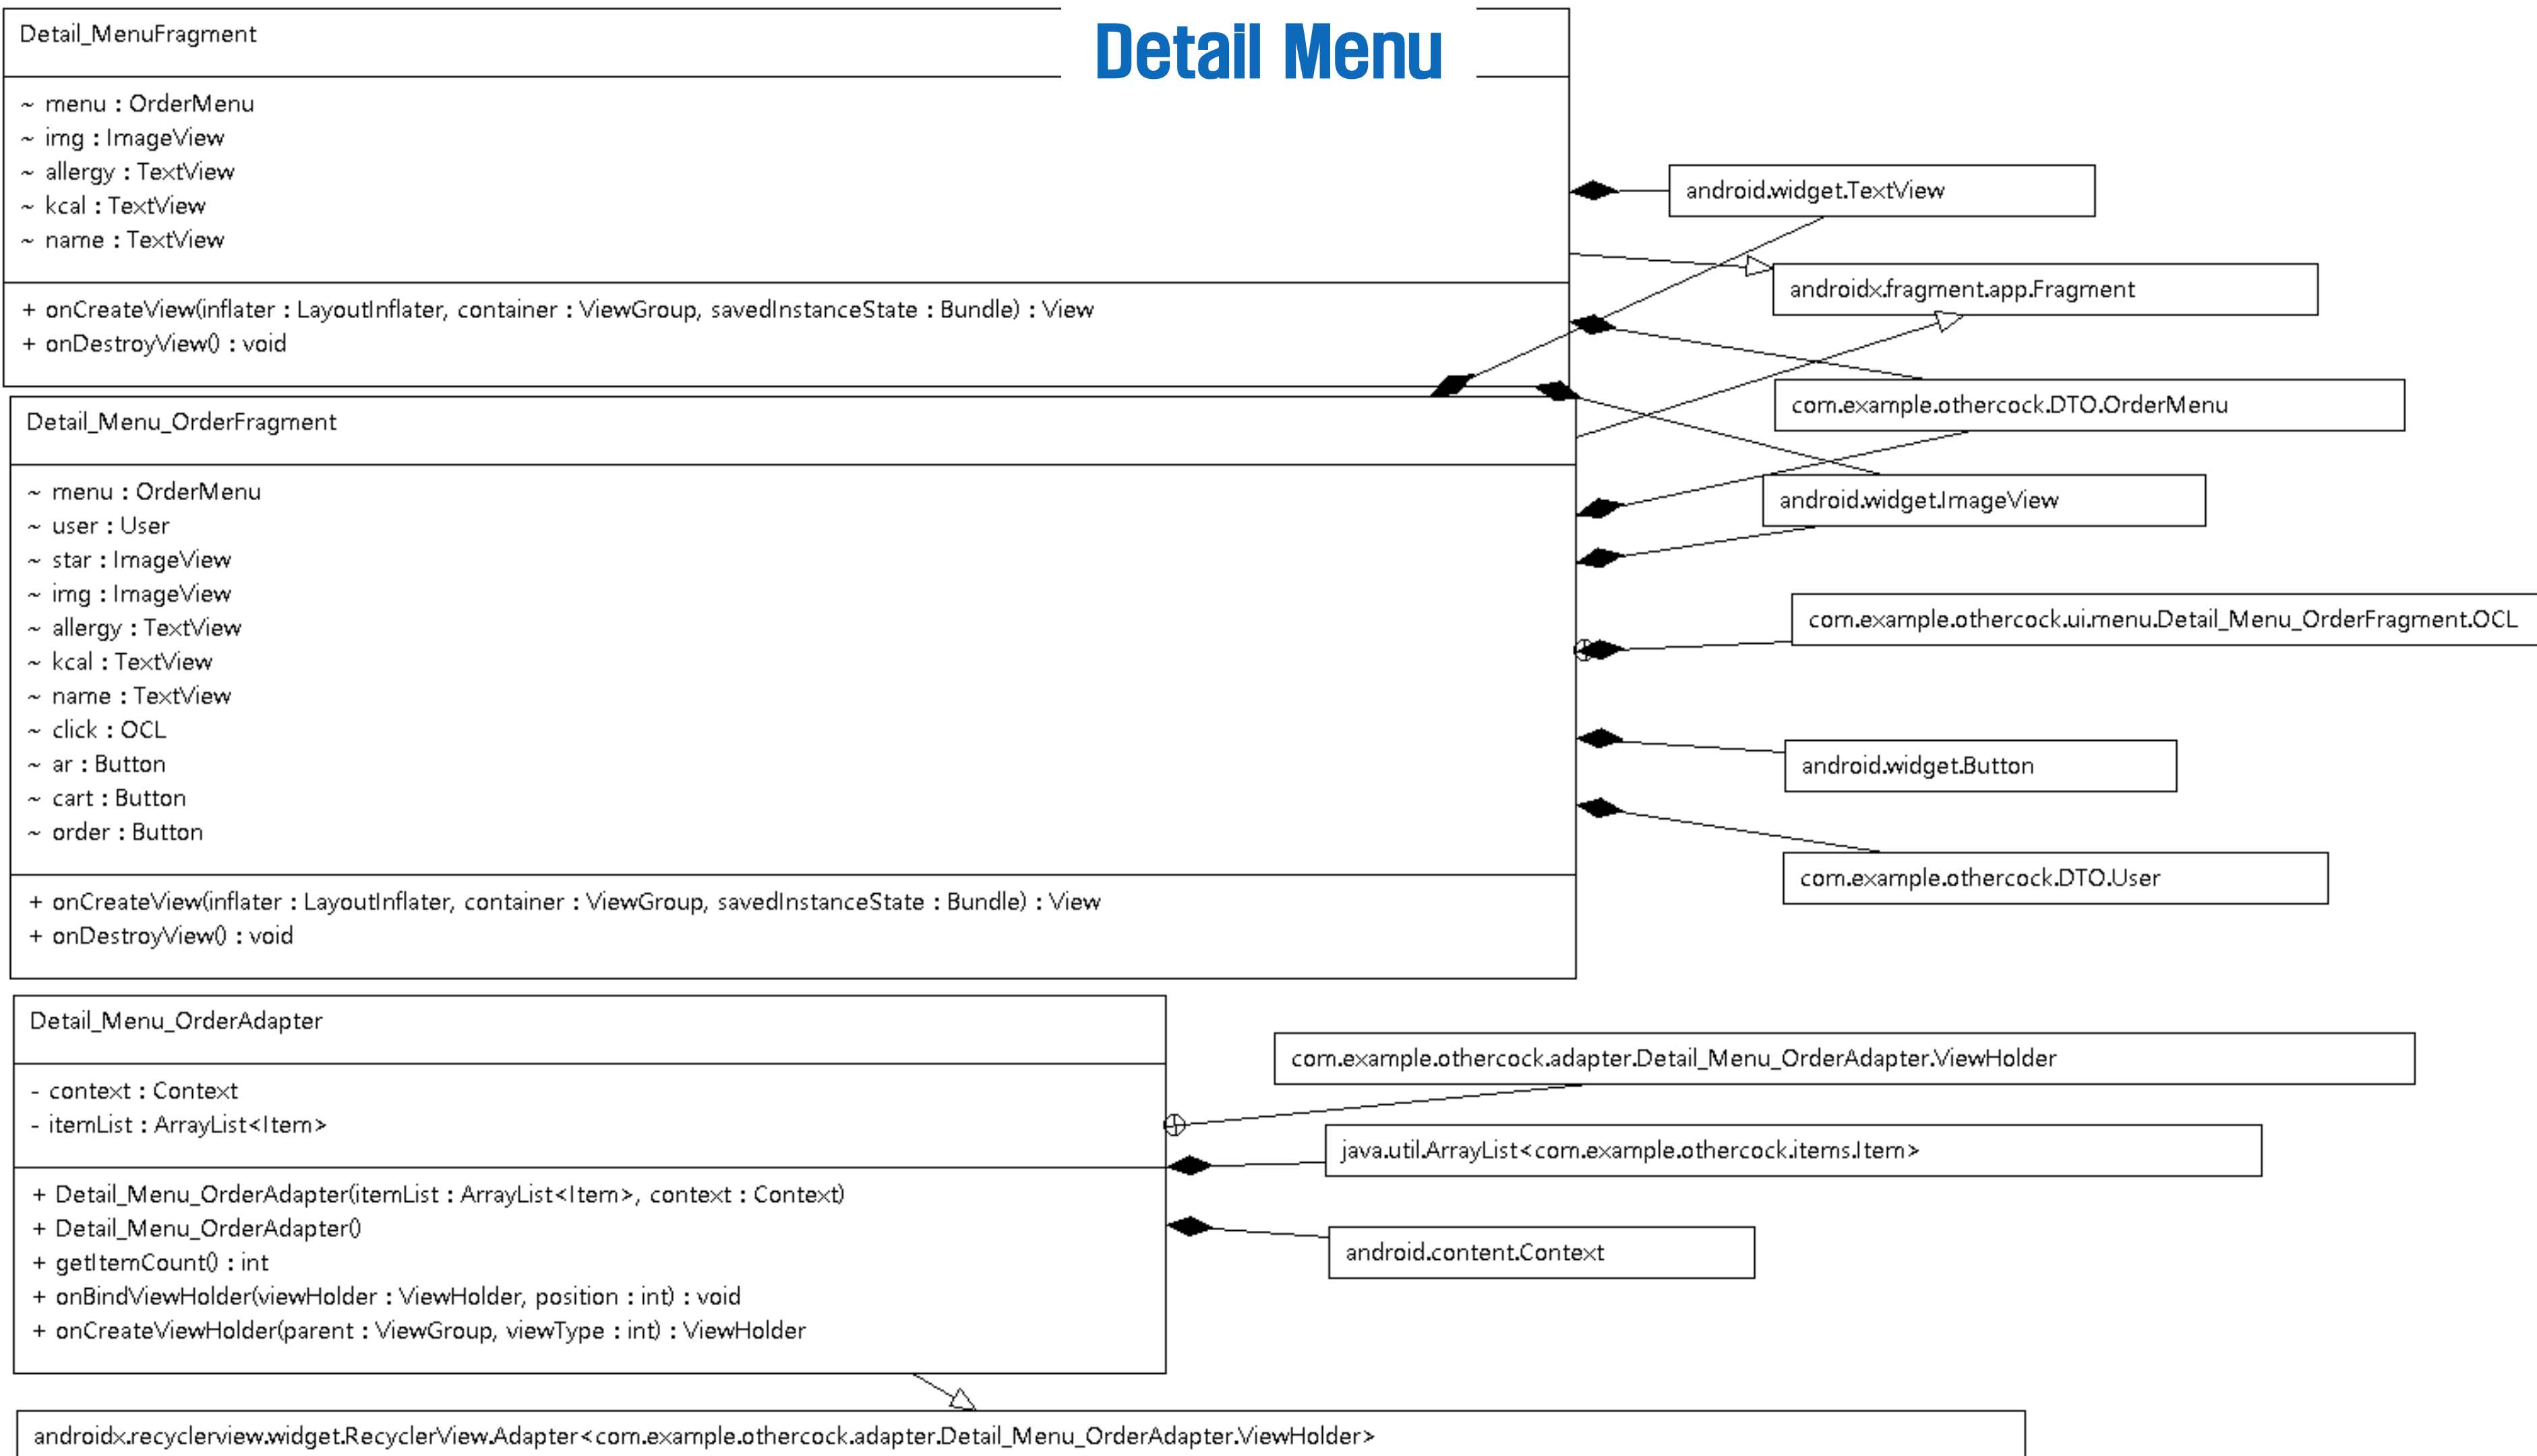 Detail Menu
Detail_MenuFragment
~ menu : OrderMenu
~ img : ImageView
~ allergy : TextView
~ kcal : TextView
~ name : TextView
+ onCreateView(inflater : LayoutInflater, container : ViewGroup, savedInstanceState : Bundle) : View
+ onDestroyView() : void
android.widget.TextView
androidx.fragment.app.Fragment
com.example.othercock.DTO.OrderMenu
android.widget.ImageView
com.example.othercock.ui.menu.Detail_Menu_OrderFragment.OCL
android.widget.Button
com.example.othercock.DTO.User
Detail_Menu_OrderFragment
~ menu : OrderMenu
~ user : User
~ star : ImageView
~ img : ImageView
~ allergy : TextView
~ kcal : TextView
~ name : TextView
~ click : OCL
~ ar : Button
~ cart : Button
~ order : Button
+ onCreateView(inflater : LayoutInflater, container : ViewGroup, savedInstanceState : Bundle) : View
+ onDestroyView() : void
Detail_Menu_OrderAdapter
- context : Context
- itemList : ArrayList<Item>
+ Detail_Menu_OrderAdapter(itemList : ArrayList<Item>, context : Context)
+ Detail_Menu_OrderAdapter()
+ getItemCount() : int
+ onBindViewHolder(viewHolder : ViewHolder, position : int) : void
+ onCreateViewHolder(parent : ViewGroup, viewType : int) : ViewHolder
com.example.othercock.adapter.Detail_Menu_OrderAdapter.ViewHolder
java.util.ArrayList<com.example.othercock.items.Item>
android.content.Context
androidx.recyclerview.widget.RecyclerView.Adapter<com.example.othercock.adapter.Detail_Menu_OrderAdapter.ViewHolder>